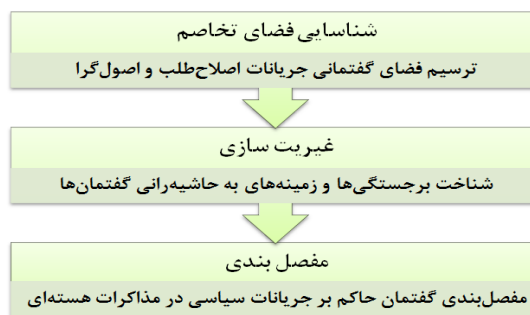 شناسایی فضای تخاصم
ترسیم فضای گفتمانی جریانات اصلاح‌طلب و اصول‌گرا
غیریت سازی
شناخت برجستگی‌ها و زمینه‌های به حاشیه‌رانی گفتمان‌ها
مفصل بندی
مفصل‌بندی گفتمان حاکم بر جریانات سیاسی در مذاکرات هسته‌ای